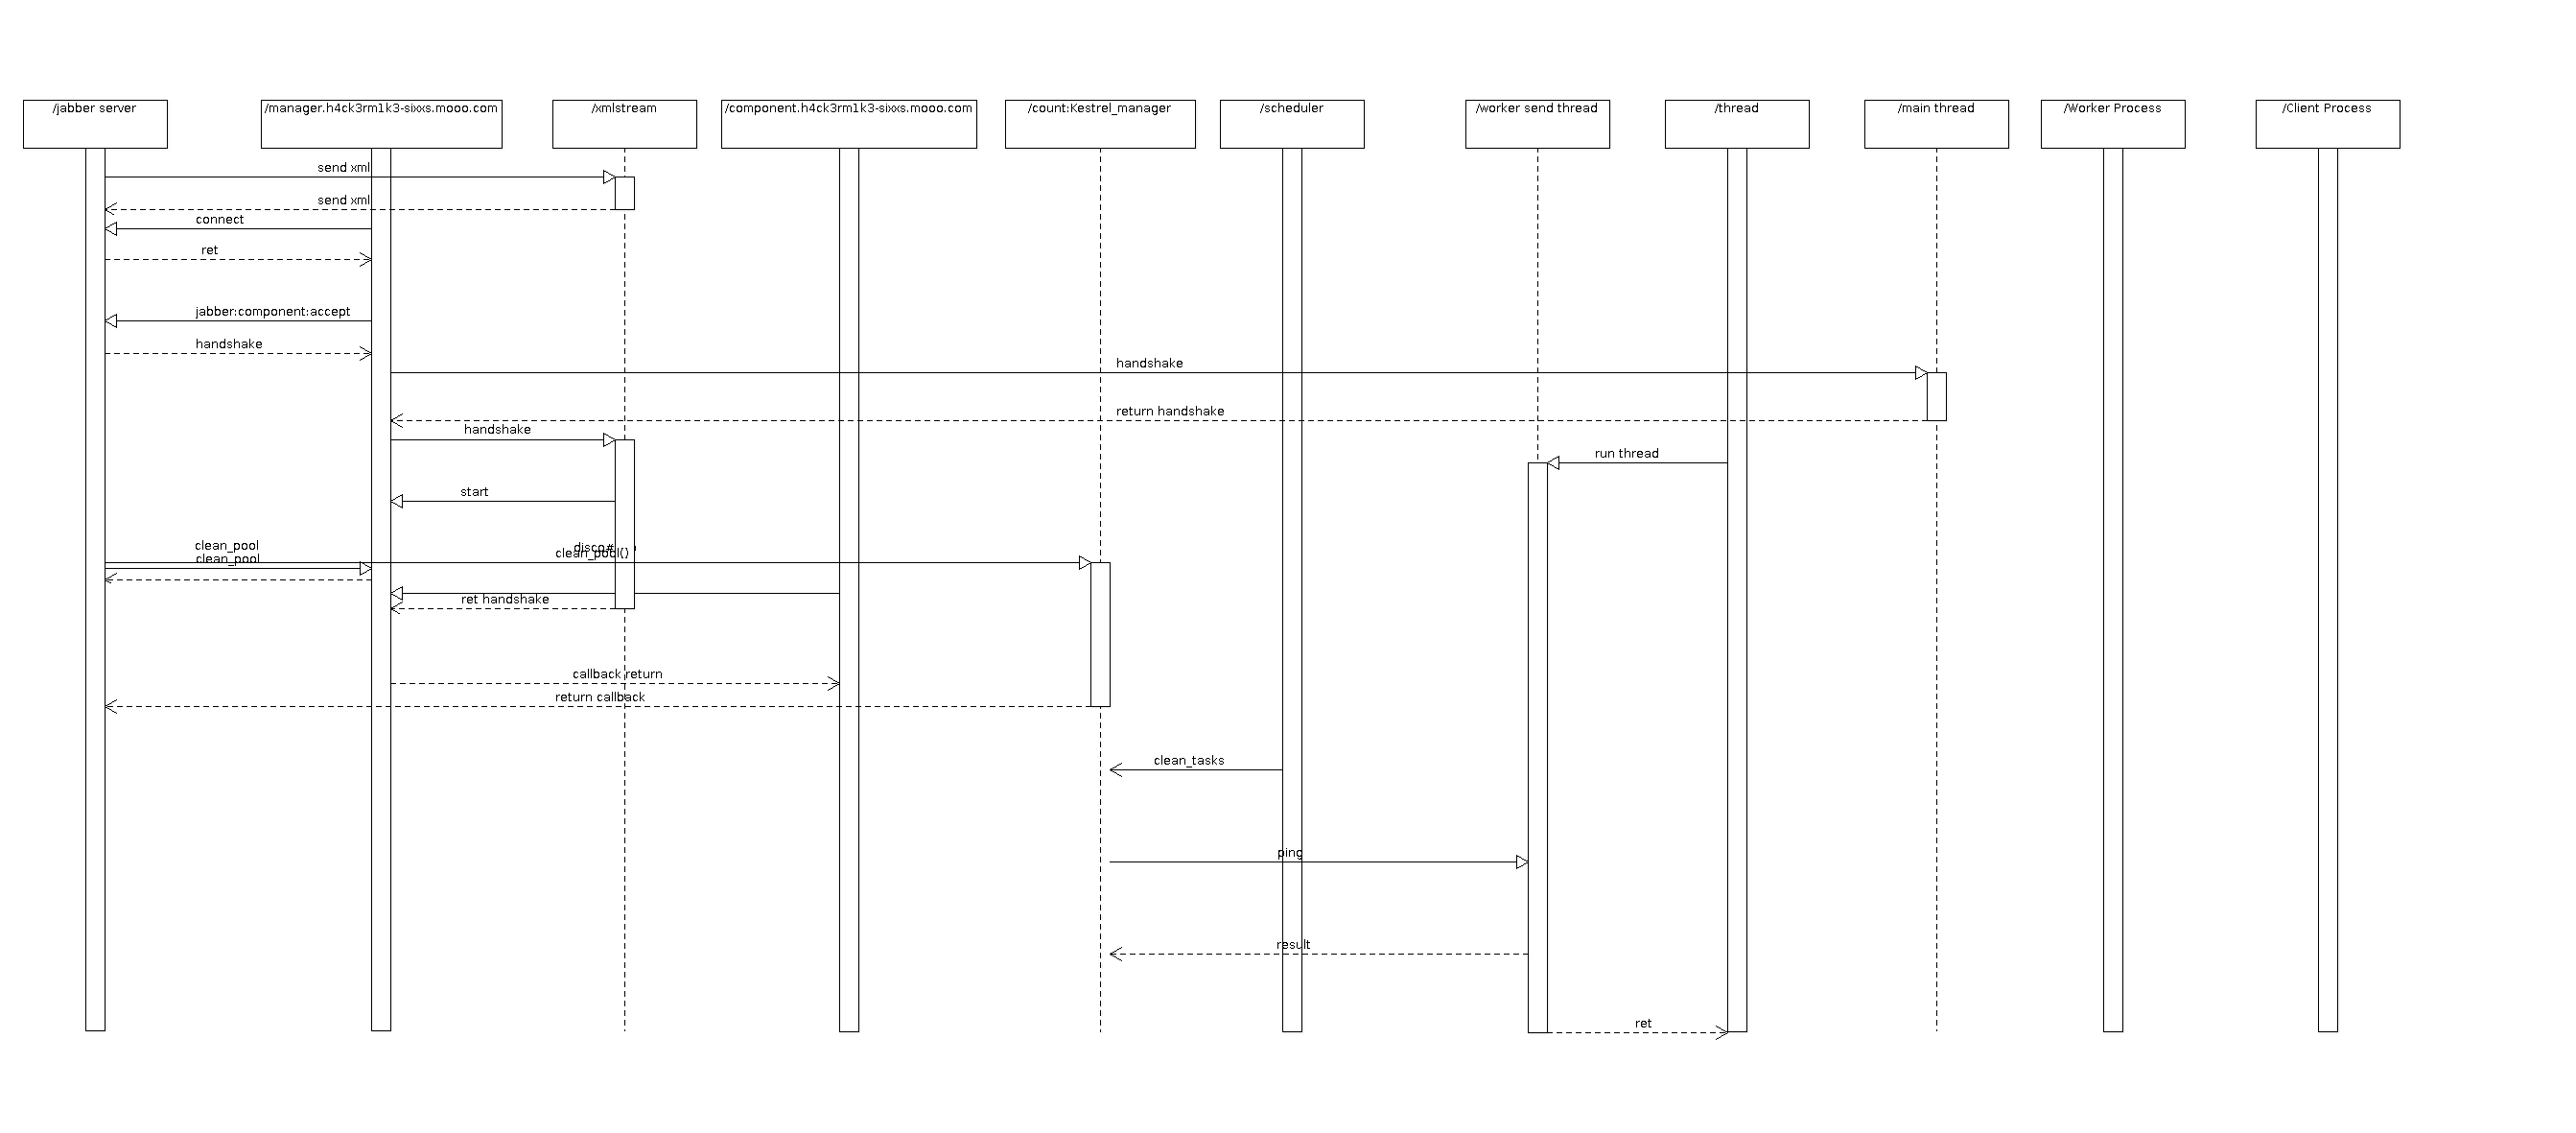 /jabber server
/manager.h4ck3rm1k3-sixxs.mooo.com
/xmlstream
/component.h4ck3rm1k3-sixxs.mooo.com
/count:Kestrel_manager
/scheduler
/worker send thread
/thread
/main thread
/Worker Process
/Client Process
send xml
send xml
connect
ret
jabber:component:accept
handshake
handshake
return handshake
handshake
run thread
start
clean_pool
clean_pool()
clean_pool
ret handshake
callback return
return callback
clean_tasks
ping
result
ret